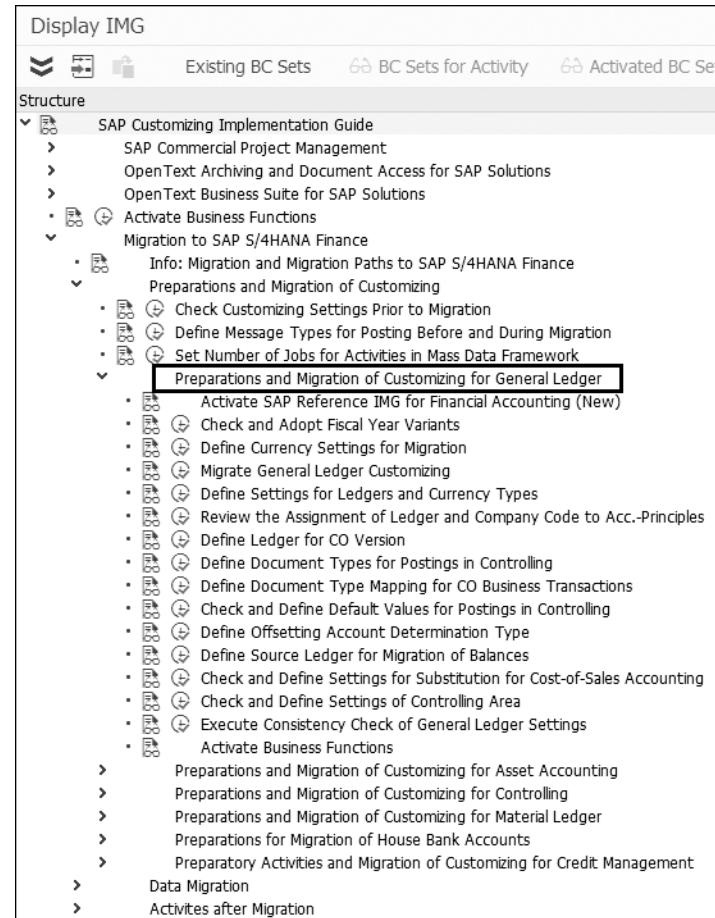 Display IMG
Existing BC Sets BC Sets for Activity Activated BC Se
Structure
SAP Customizing Implementation Guide
SAP Commercial Project Management
OpenText Archiving and Document Access for SAP Solutions
OpenText Business Suite for SAP Solutions
Activate Business Functions
Migration to SAP S/4HANA Finance
Info: Migration and Migration Paths to SAP S/4HANA Finance
Preparations and Migration of Customizing
Check Customizing Settings Prior to Migration
Define Message Types for Posting Before and During Migration
Set Number of Jobs for Activities in Mass Data Framework
Preparations and Migration of Customizing for General Ledger
Activate SAP Reference IMG for Financial Accounting (New)
Check and Adopt Fiscal Year Variants
Define Currency Settings for Migration
Migrate General Ledger Customizing
Define Settings for Ledgers and Currency Types
Review the Assignment of Ledger and Company Code to Acc.-Principles
Define Ledger for CO Version
Define Document Types for Postings in Controlling
Define Document Type Mapping for CO Business Transactions
Check and Define Default Values for Postings in Controlling
Define Offsetting Account Determination Type
Define Source Ledger for Migration of Balances
Check and Define Settings for Substitution for Cost-of-Sales Accounting
Check and Define Settings of Controlling Area
Execute Consistency Check of General Ledger Settings
Activate Business Functions
Preparations and Migration of Customizing for Asset Accounting
Preparations and Migration of Customizing for Controlling
Preparations and Migration of Customizing for Material Ledger
Preparations for Migration of House Bank Accounts
Preparatory Activities and Migration of Customizing for Credit Management
Data Migration
Activites after Migration